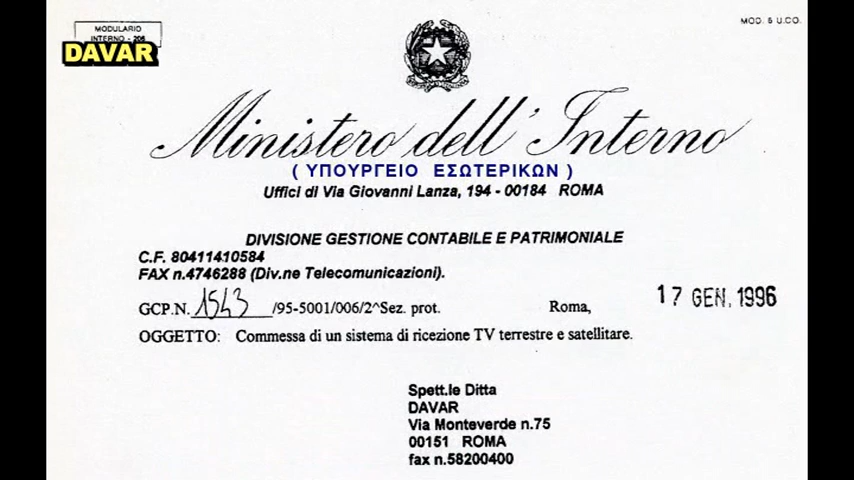 MODULARIO
INTERNO - 206
DAVAR
MOD. 5 U.CO.
Ministero dell'Interno
( ΥΠΟΥΡΓΕΙΟ ΕΣΩΤΕΡΙΚΩΝ )
Uffici di Via Giovanni Lanza, 194 - 00184 ROMA
DIVISIONE GESTIONE CONTABILE E PATRIMONIALE
C.F. 80411410584
FAX n.4746288 (Div.ne Telecomunicazioni).
GCP.N. 1543 /95-5001/006/2^Sez. prot. Roma, 17 GEN. 1996
OGGETTO: Commessa di un sistema di ricezione TV terrestre e satellitare.
Spett.le Ditta
DAVAR
Via Monteverde n.75
00151 ROMA
fax n.58200400